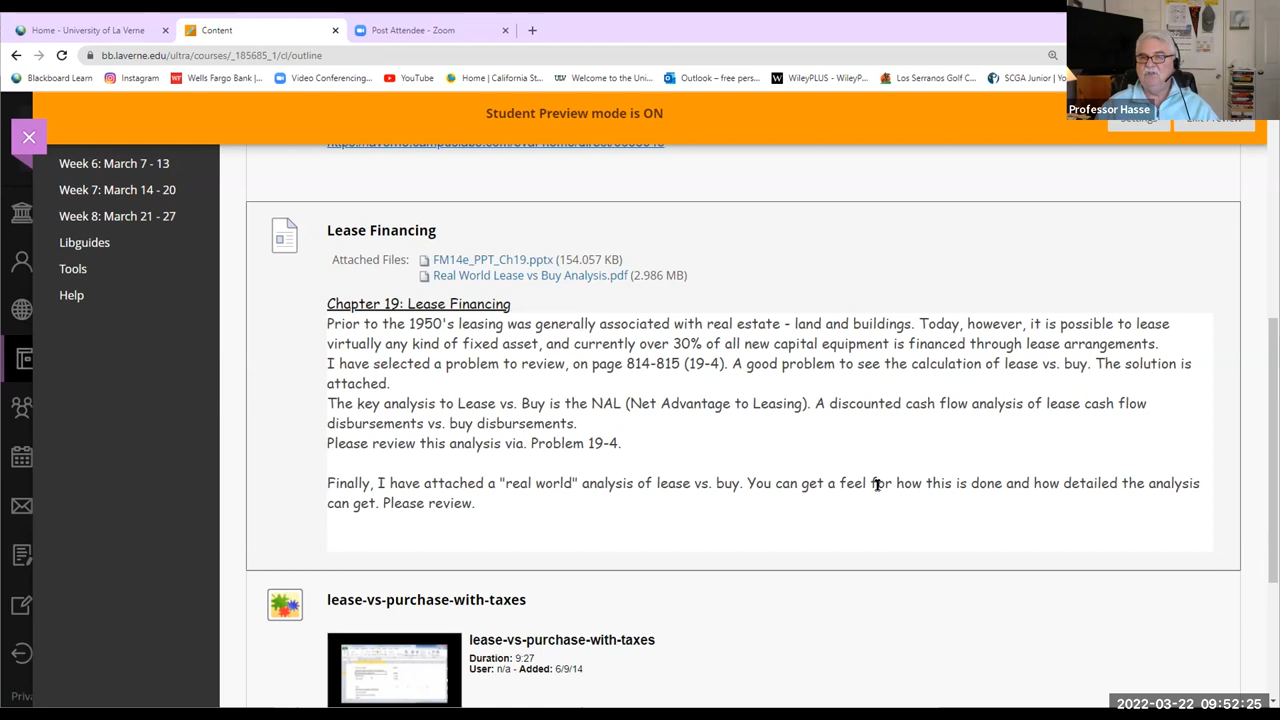 Home - University of La Verne
Content
Post Attendee - Zoom
bb.laverne.edu/ultra/courses/_185685_1/cl/outline
Blackboard Learn
Instagram
Wells Fargo Bank |...
Video Conferencing...
YouTube
Home | California St...
Welcome to the Uni...
Outlook – free pers...
WileyPLUS - WileyP...
Los Serranos Golf C...
SCGA Junior | Yo
Professor Hasse
Student Preview mode is ON
Week 6: March 7 - 13
Week 7: March 14 - 20
Week 8: March 21 - 27
Libguides
Tools
Help
Lease Financing
Attached Files: FM14e_PPT_Ch19.pptx (154.057 KB)
Real World Lease vs Buy Analysis.pdf (2.986 MB)
Chapter 19: Lease Financing
Prior to the 1950's leasing was generally associated with real estate - land and buildings. Today, however, it is possible to lease
virtually any kind of fixed asset, and currently over 30% of all new capital equipment is financed through lease arrangements.
I have selected a problem to review, on page 814-815 (19-4). A good problem to see the calculation of lease vs. buy. The solution is
attached.
The key analysis to Lease vs. Buy is the NAL (Net Advantage to Leasing). A discounted cash flow analysis of lease cash flow
disbursements vs. buy disbursements.
Please review this analysis via. Problem 19-4.
Finally, I have attached a "real world" analysis of lease vs. buy. You can get a feel for how this is done and how detailed the analysis
can get. Please review.
lease-vs-purchase-with-taxes
lease-vs-purchase-with-taxes
Duration: 9:27
User: n/a - Added: 6/9/14
Priva
2022-03-22 09:52:25